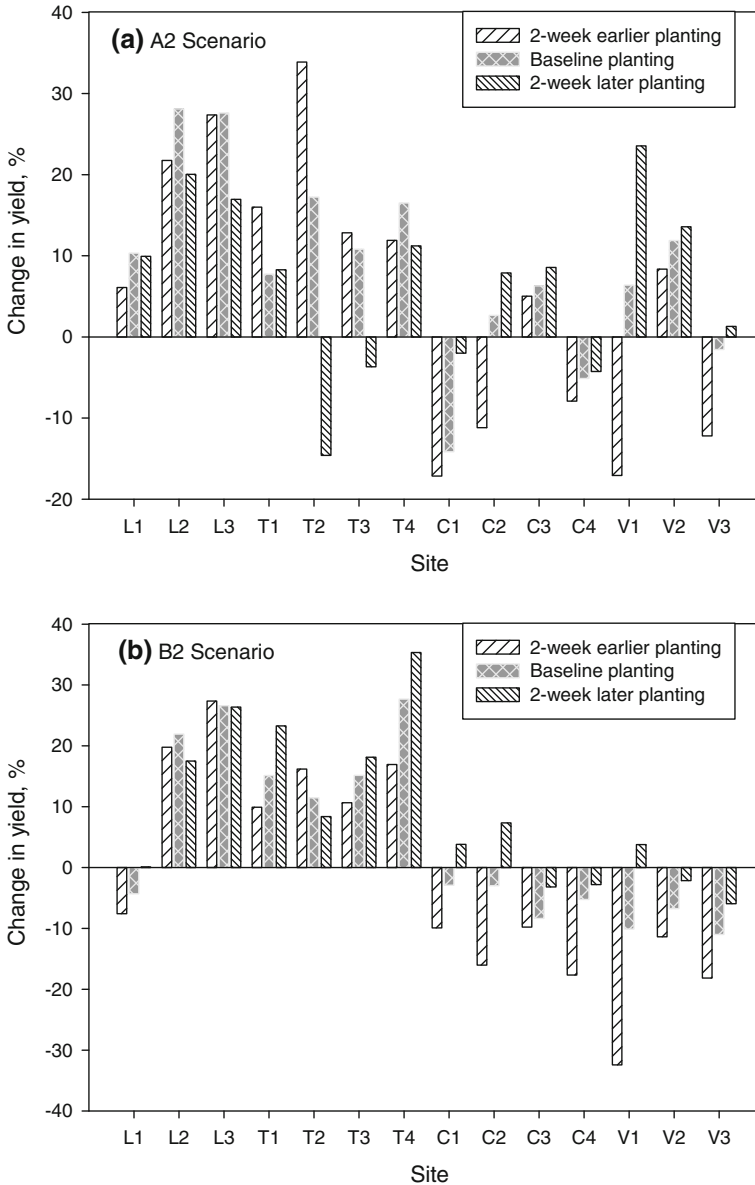 (a) A2 Scenario
2-week earlier planting
Baseline planting
2-week later planting
Change in yield, %
40
30
20
10
0
-10
-20
L1 L2 L3 T1 T2 T3 T4 C1 C2 C3 C4 V1 V2 V3
Site
(b) B2 Scenario
2-week earlier planting
Baseline planting
2-week later planting
Change in yield, %
40
30
20
10
0
-10
-20
-30
-40
L1 L2 L3 T1 T2 T3 T4 C1 C2 C3 C4 V1 V2 V3
Site